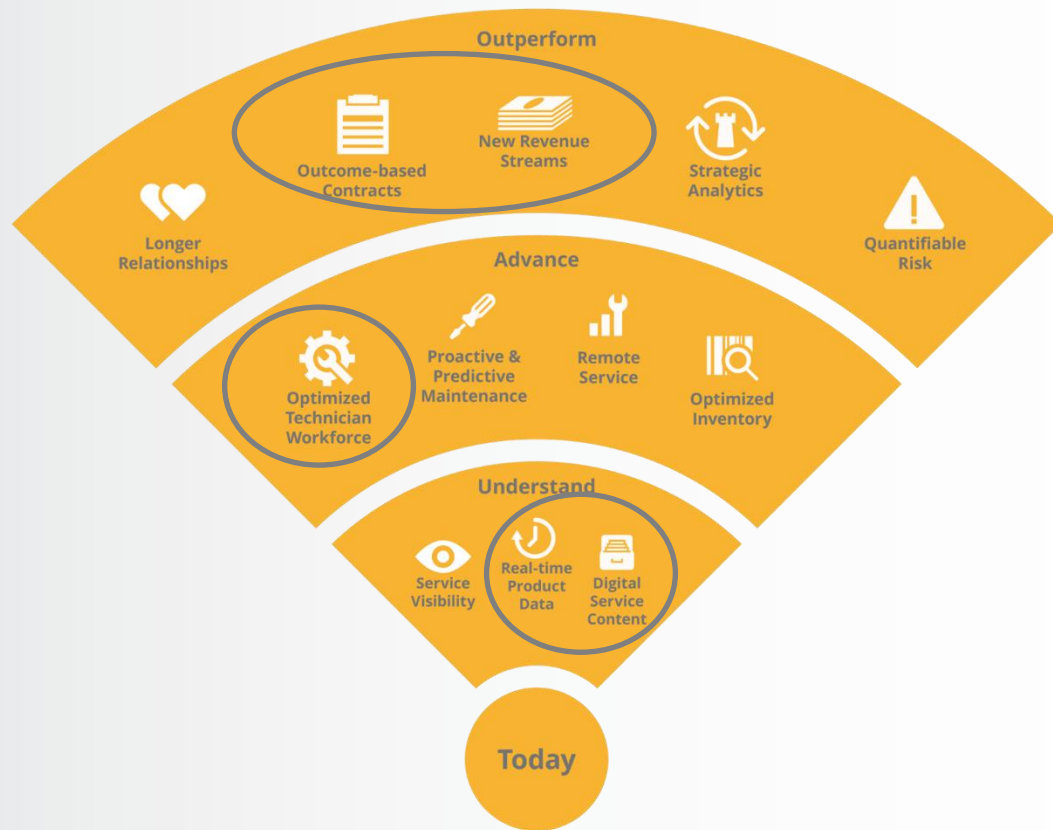 Outperform
Outcome-based
Contracts
New Revenue
Streams
Strategic
Analytics
Longer
Relationships
Quantifiable
Risk
Advance
Optimized
Technician
Workforce
Proactive &
Predictive
Maintenance
Remote
Service
Optimized
Inventory
Understand
Service
Visibility
Real-time
Product
Data
Digital
Service
Content
Today